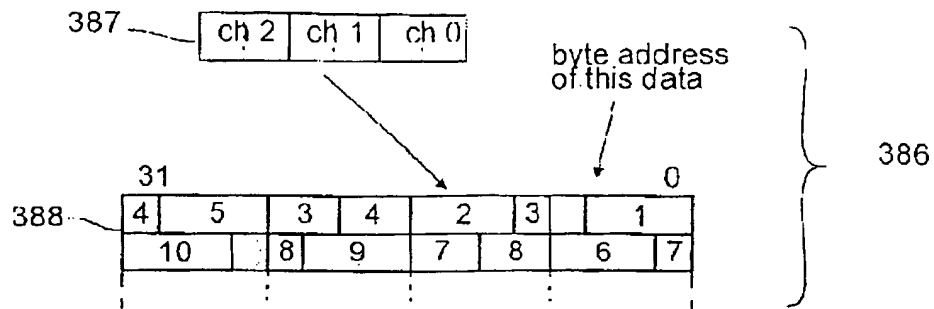 387
ch 2 ch 1 ch 0
byte address
of this data
386
31 0
388
4 5 3 4 2 3 1
10 8 9 7 8 6 7